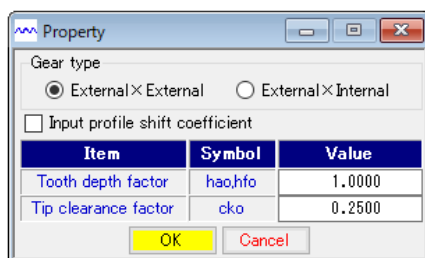 Property
Gear type
External×External External×Internal
Input profile shift coefficient
Item Symbol Value
Tooth depth factor hao,hfo 1.0000
Tip clearance factor cko 0.2500
OK Cancel